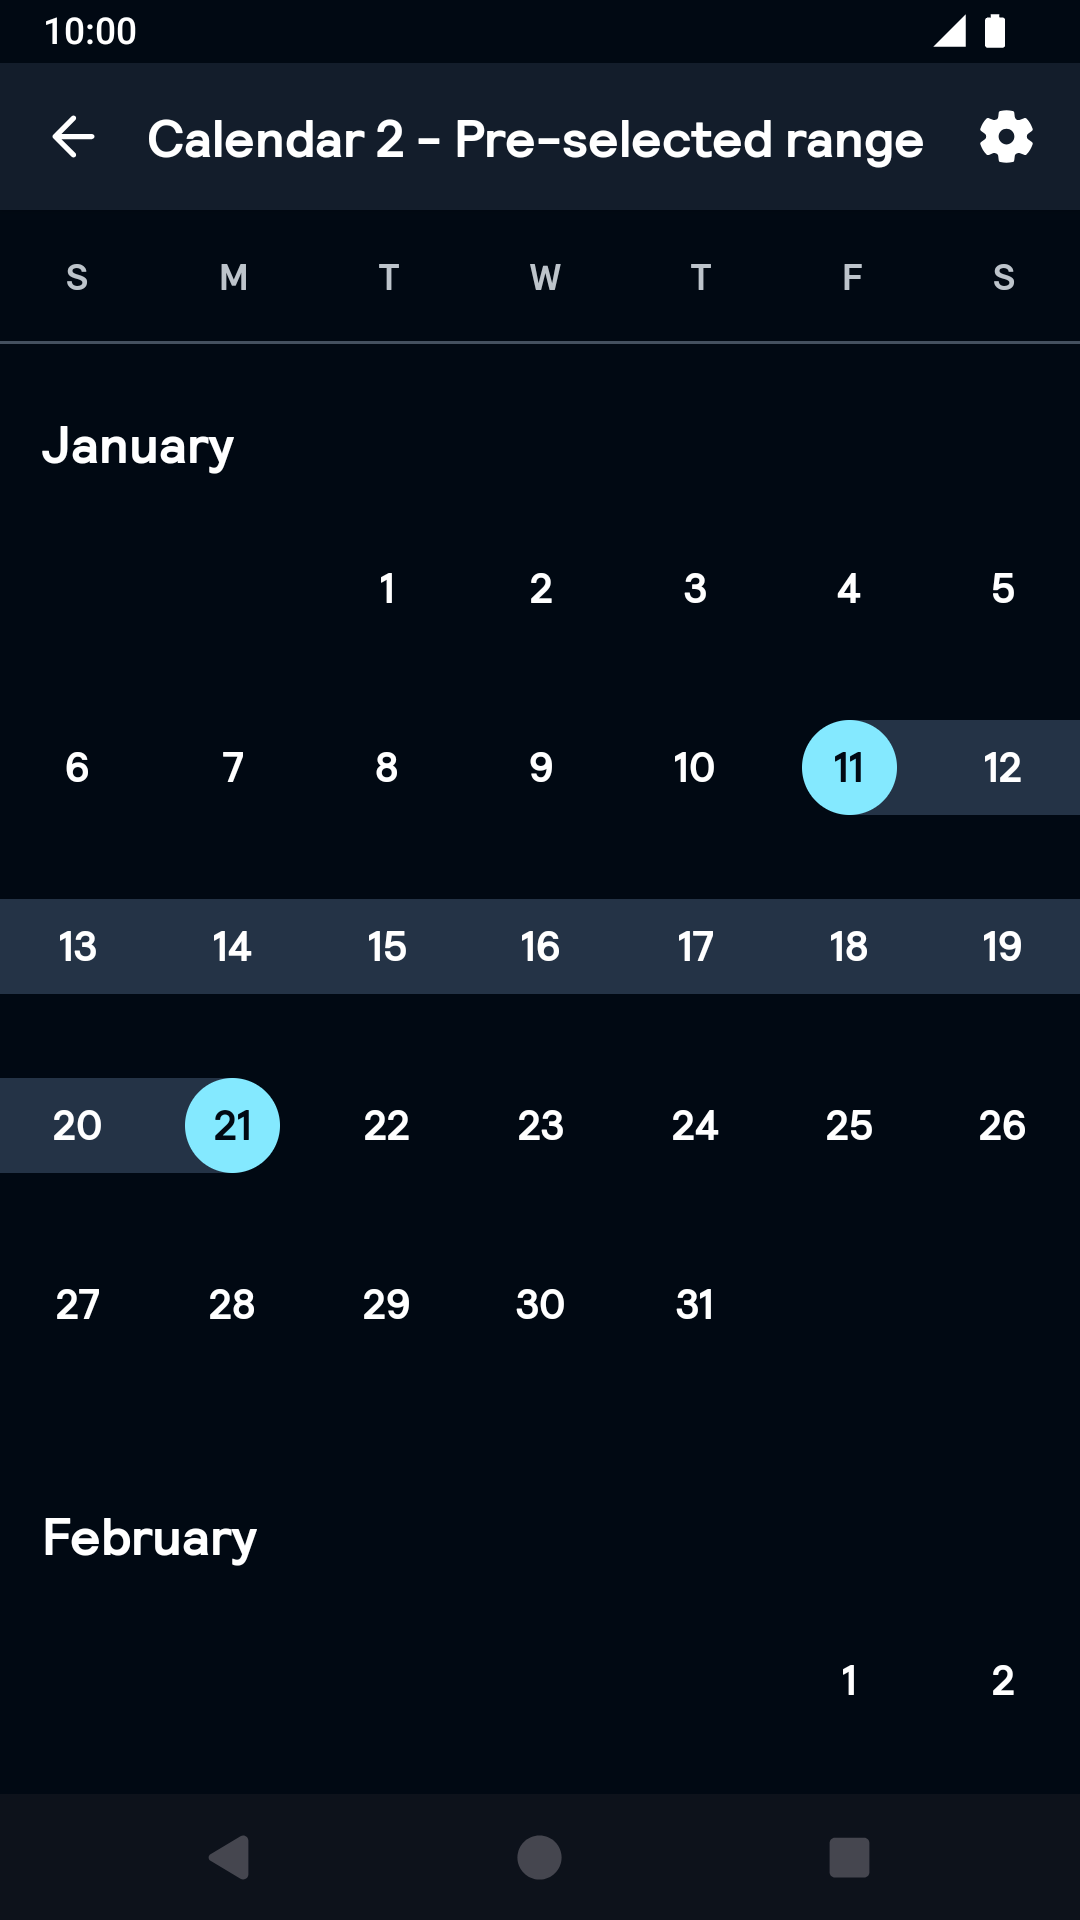 10:00
Calendar 2 - Pre-selected range
S M T W T F S
January
1 2 3 4 5
6 7 8 9 10 11 12
13 14 15 16 17 18 19
20 21 22 23 24 25 26
27 28 29 30 31
February
1 2